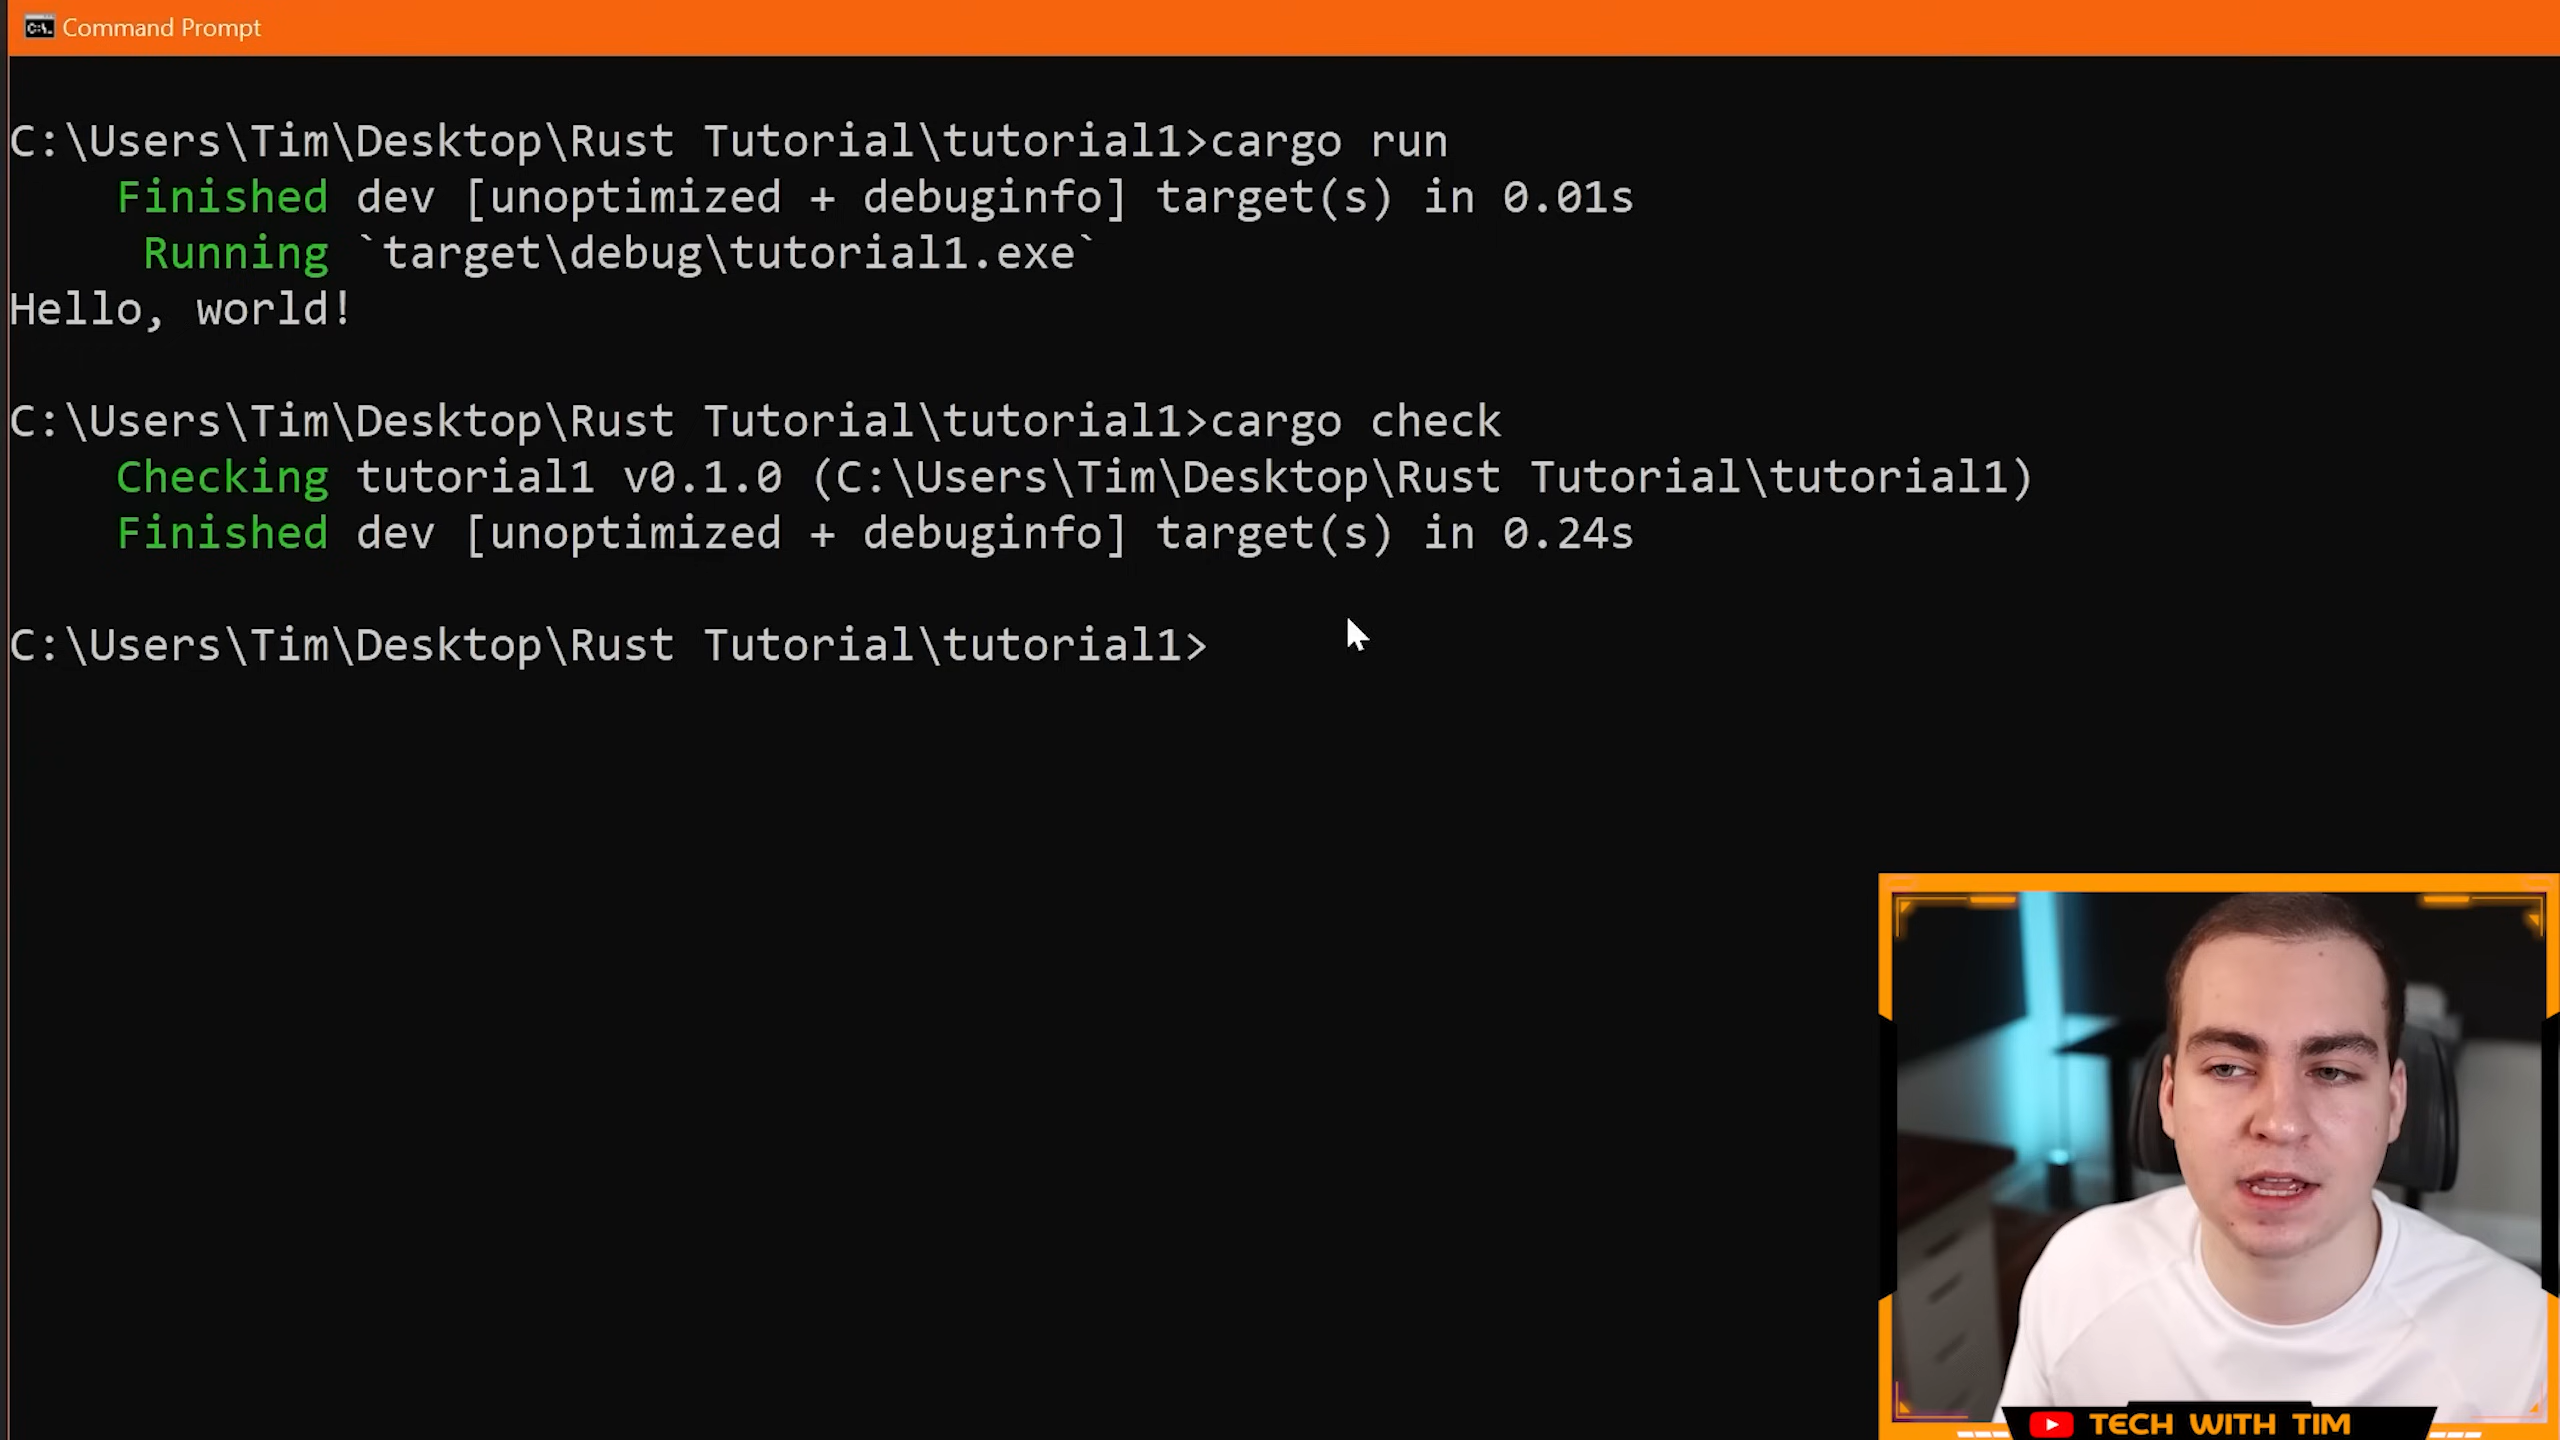 Command Prompt
C:\Users\Tim\Desktop\Rust Tutorial\tutorial1>cargo run
    Finished dev [unoptimized + debuginfo] target(s) in 0.01s
     Running `target\debug\tutorial1.exe`
Hello, world!
C:\Users\Tim\Desktop\Rust Tutorial\tutorial1>cargo check
    Checking tutorial1 v0.1.0 (C:\Users\Tim\Desktop\Rust Tutorial\tutorial1)
    Finished dev [unoptimized + debuginfo] target(s) in 0.24s
C:\Users\Tim\Desktop\Rust Tutorial\tutorial1>
TECH WITH TIM